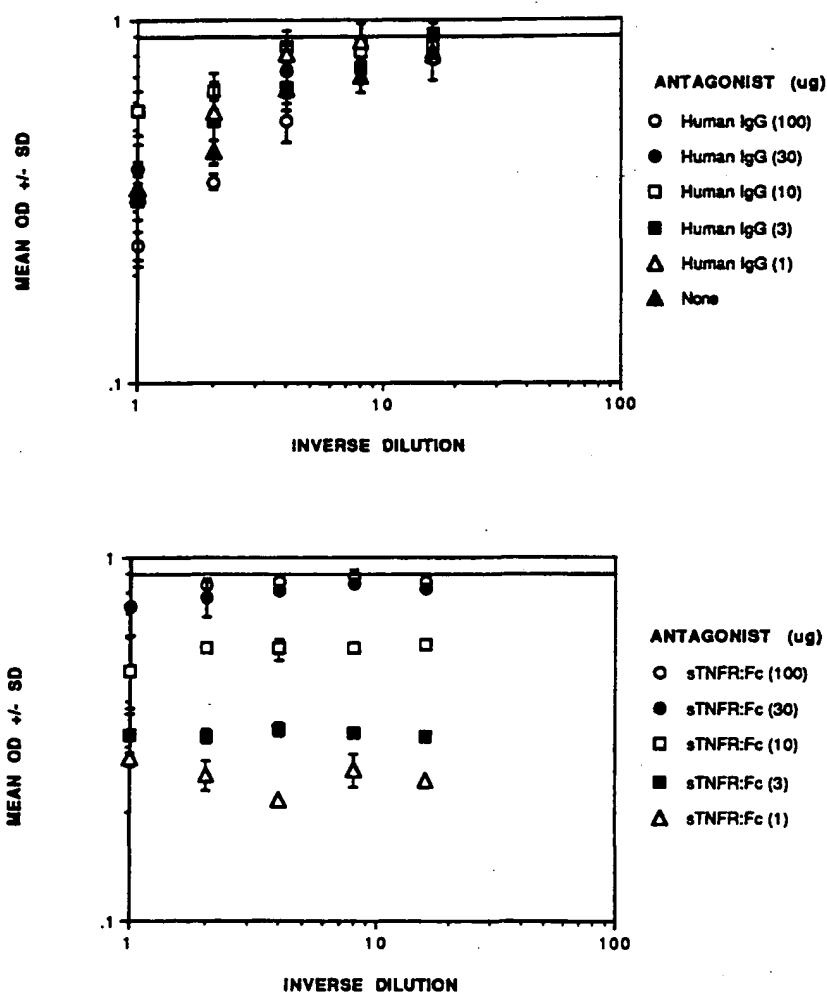 1
MEAN OD +/- SD
.1
1
10
100
INVERSE DILUTION
ANTAGONIST (ug)
Human IgG (100)
Human IgG (30)
Human IgG (10)
Human IgG (3)
Human IgG (1)
None
1
MEAN OD +/- SD
.1
1
10
100
INVERSE DILUTION
ANTAGONIST (ug)
sTNFR:Fc (100)
sTNFR:Fc (30)
sTNFR:Fc (10)
sTNFR:Fc (3)
sTNFR:Fc (1)